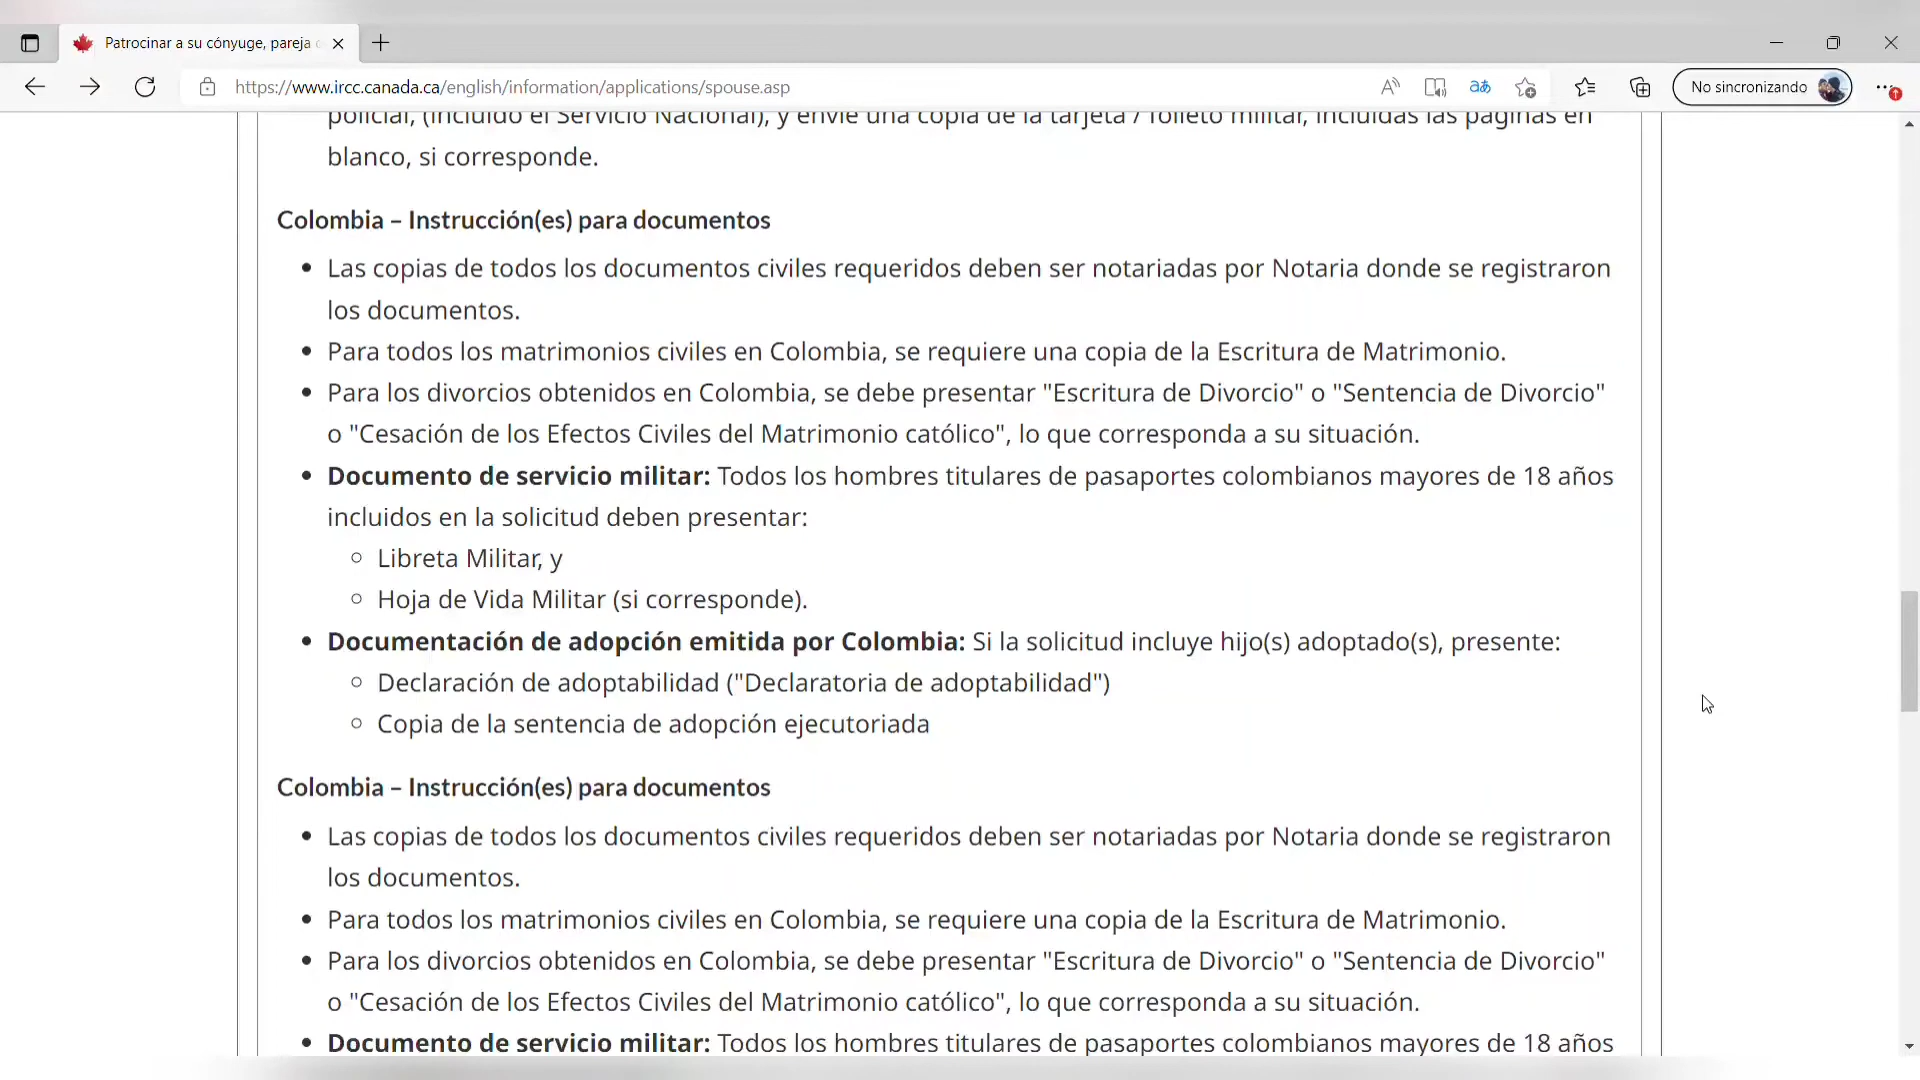 Patrocinar a su cónyuge, pareja
https://www.ircc.canada.ca/english/information/applications/spouse.asp
No sincronizando
policial, (incluido el Servicio Nacional), y envíe una copia de la tarjeta / folleto militar, incluidas las páginas en
blanco, si corresponde.
Colombia – Instrucción(es) para documentos
• Las copias de todos los documentos civiles requeridos deben ser notariadas por Notaria donde se registraron
los documentos.
• Para todos los matrimonios civiles en Colombia, se requiere una copia de la Escritura de Matrimonio.
• Para los divorcios obtenidos en Colombia, se debe presentar "Escritura de Divorcio" o "Sentencia de Divorcio"
o "Cesación de los Efectos Civiles del Matrimonio católico", lo que corresponda a su situación.
• Documento de servicio militar: Todos los hombres titulares de pasaportes colombianos mayores de 18 años
incluidos en la solicitud deben presentar:
○ Libreta Militar, y
○ Hoja de Vida Militar (si corresponde).
• Documentación de adopción emitida por Colombia: Si la solicitud incluye hijo(s) adoptado(s), presente:
○ Declaración de adoptabilidad ("Declaratoria de adoptabilidad")
○ Copia de la sentencia de adopción ejecutoriada
Colombia – Instrucción(es) para documentos
• Las copias de todos los documentos civiles requeridos deben ser notariadas por Notaria donde se registraron
los documentos.
• Para todos los matrimonios civiles en Colombia, se requiere una copia de la Escritura de Matrimonio.
• Para los divorcios obtenidos en Colombia, se debe presentar "Escritura de Divorcio" o "Sentencia de Divorcio"
o "Cesación de los Efectos Civiles del Matrimonio católico", lo que corresponda a su situación.
• Documento de servicio militar: Todos los hombres titulares de pasaportes colombianos mayores de 18 años